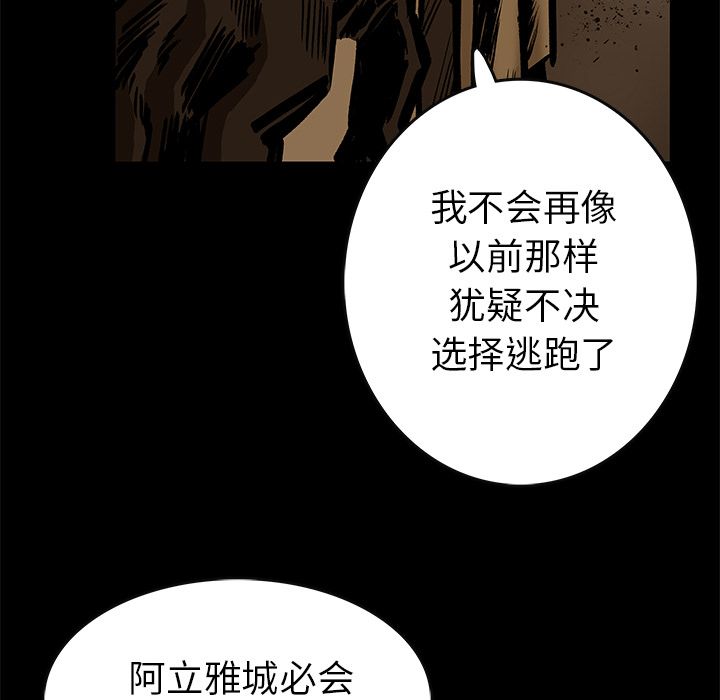 我不会再像
以前那样
犹疑不决
选择逃跑了
阿立雅城必会